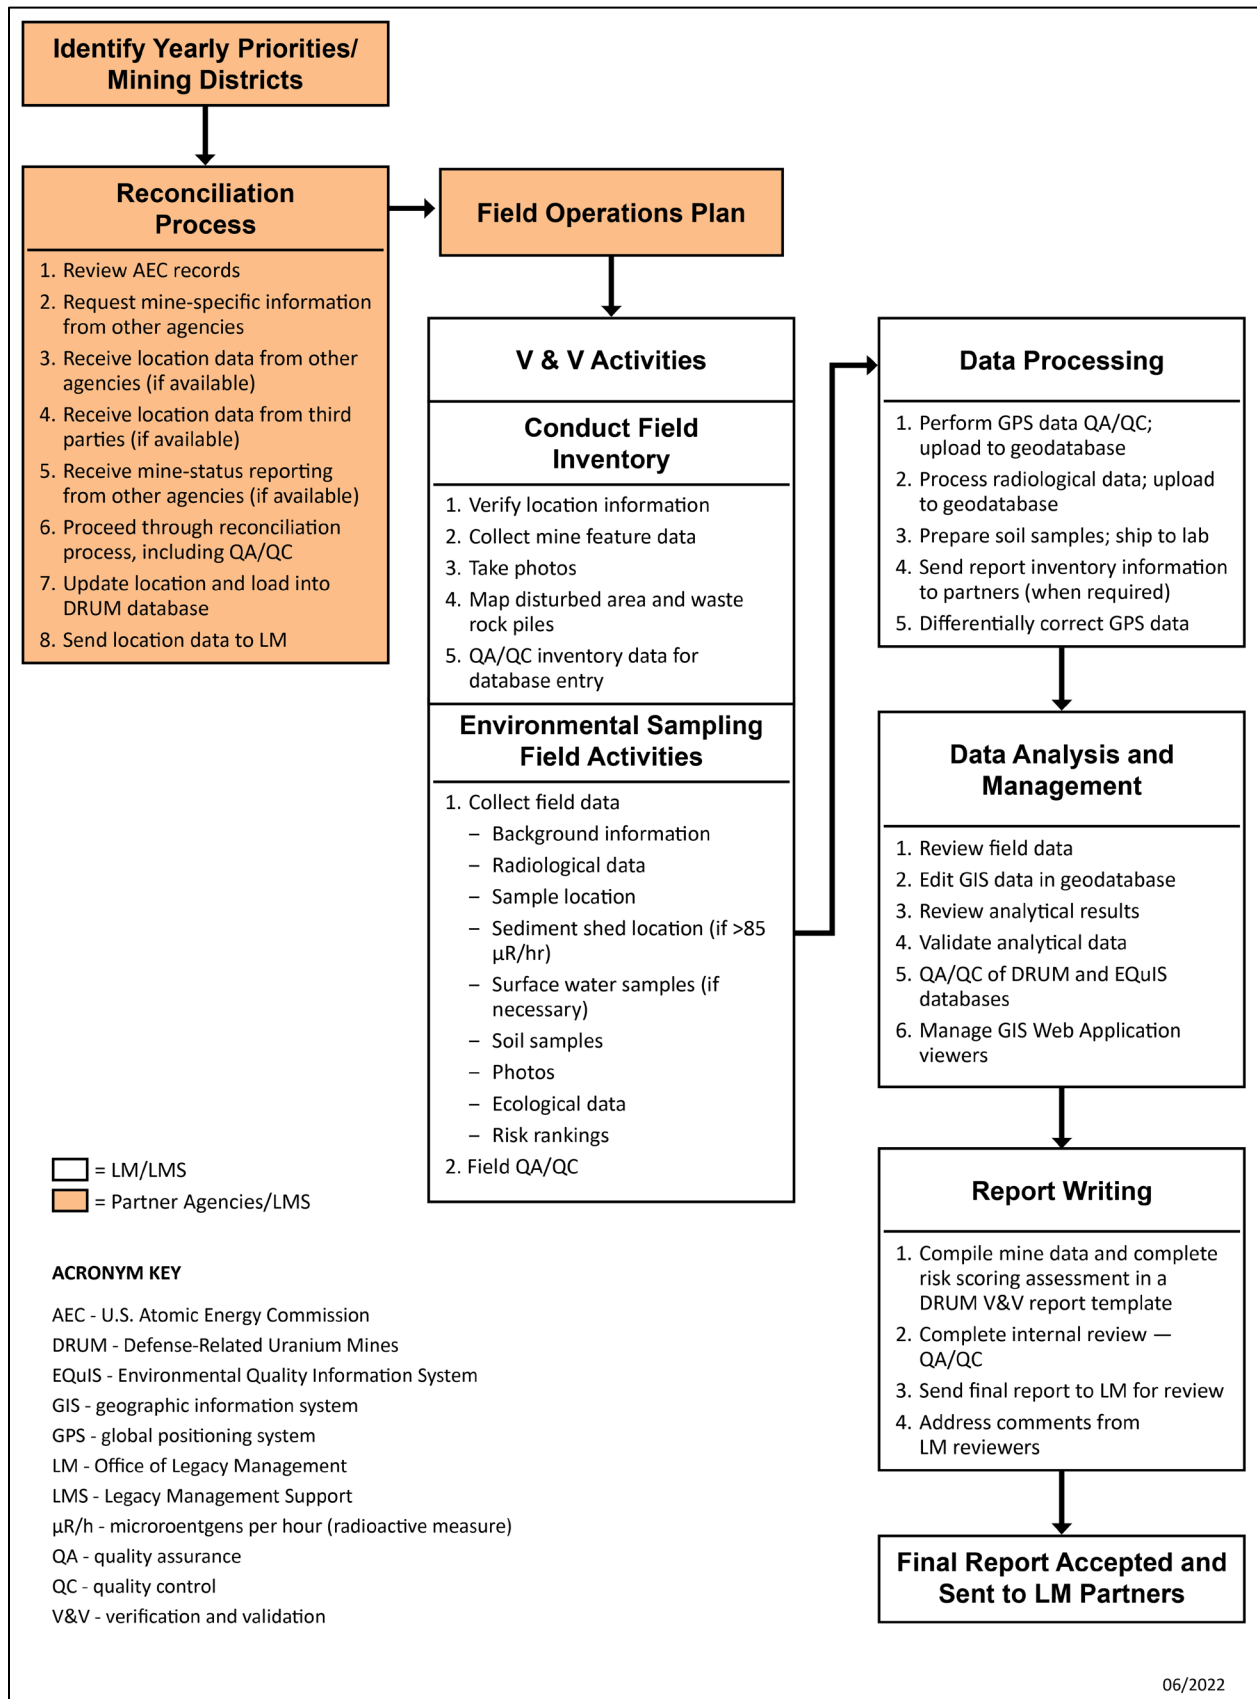 Identify Yearly Priorities/
Mining Districts
Reconciliation
Process
1. Review AEC records
2. Request mine-specific information
from other agencies
3. Receive location data from other
agencies (if available)
4. Receive location data from third
parties (if available)
5. Receive mine-status reporting
from other agencies (if available)
6. Proceed through reconciliation
process, including QA/QC
7. Update location and load into
DRUM database
8. Send location data to LM
Field Operations Plan
V & V Activities
Conduct Field
Inventory
1. Verify location information
2. Collect mine feature data
3. Take photos
4. Map disturbed area and waste
rock piles
5. QA/QC inventory data for
database entry
Environmental Sampling
Field Activities
1. Collect field data
– Background information
– Radiological data
– Sample location
– Sediment shed location (if >85
µR/hr)
– Surface water samples (if
necessary)
– Soil samples
– Photos
– Ecological data
– Risk rankings
2. Field QA/QC
Data Processing
1. Perform GPS data QA/QC;
upload to geodatabase
2. Process radiological data; upload
to geodatabase
3. Prepare soil samples; ship to lab
4. Send report inventory information
to partners (when required)
5. Differentially correct GPS data
Data Analysis and
Management
1. Review field data
2. Edit GIS data in geodatabase
3. Review analytical results
4. Validate analytical data
5. QA/QC of DRUM and EQuIS
databases
6. Manage GIS Web Application
viewers
Report Writing
1. Compile mine data and complete
risk scoring assessment in a
DRUM V&V report template
2. Complete internal review —
QA/QC
3. Send final report to LM for review
4. Address comments from
LM reviewers
Final Report Accepted and
Sent to LM Partners
= LM/LMS
= Partner Agencies/LMS
ACRONYM KEY
AEC - U.S. Atomic Energy Commission
DRUM - Defense-Related Uranium Mines
EQuIS - Environmental Quality Information System
GIS - geographic information system
GPS - global positioning system
LM - Office of Legacy Management
LMS - Legacy Management Support
µR/h - microroentgens per hour (radioactive measure)
QA - quality assurance
QC - quality control
V&V - verification and validation
06/2022